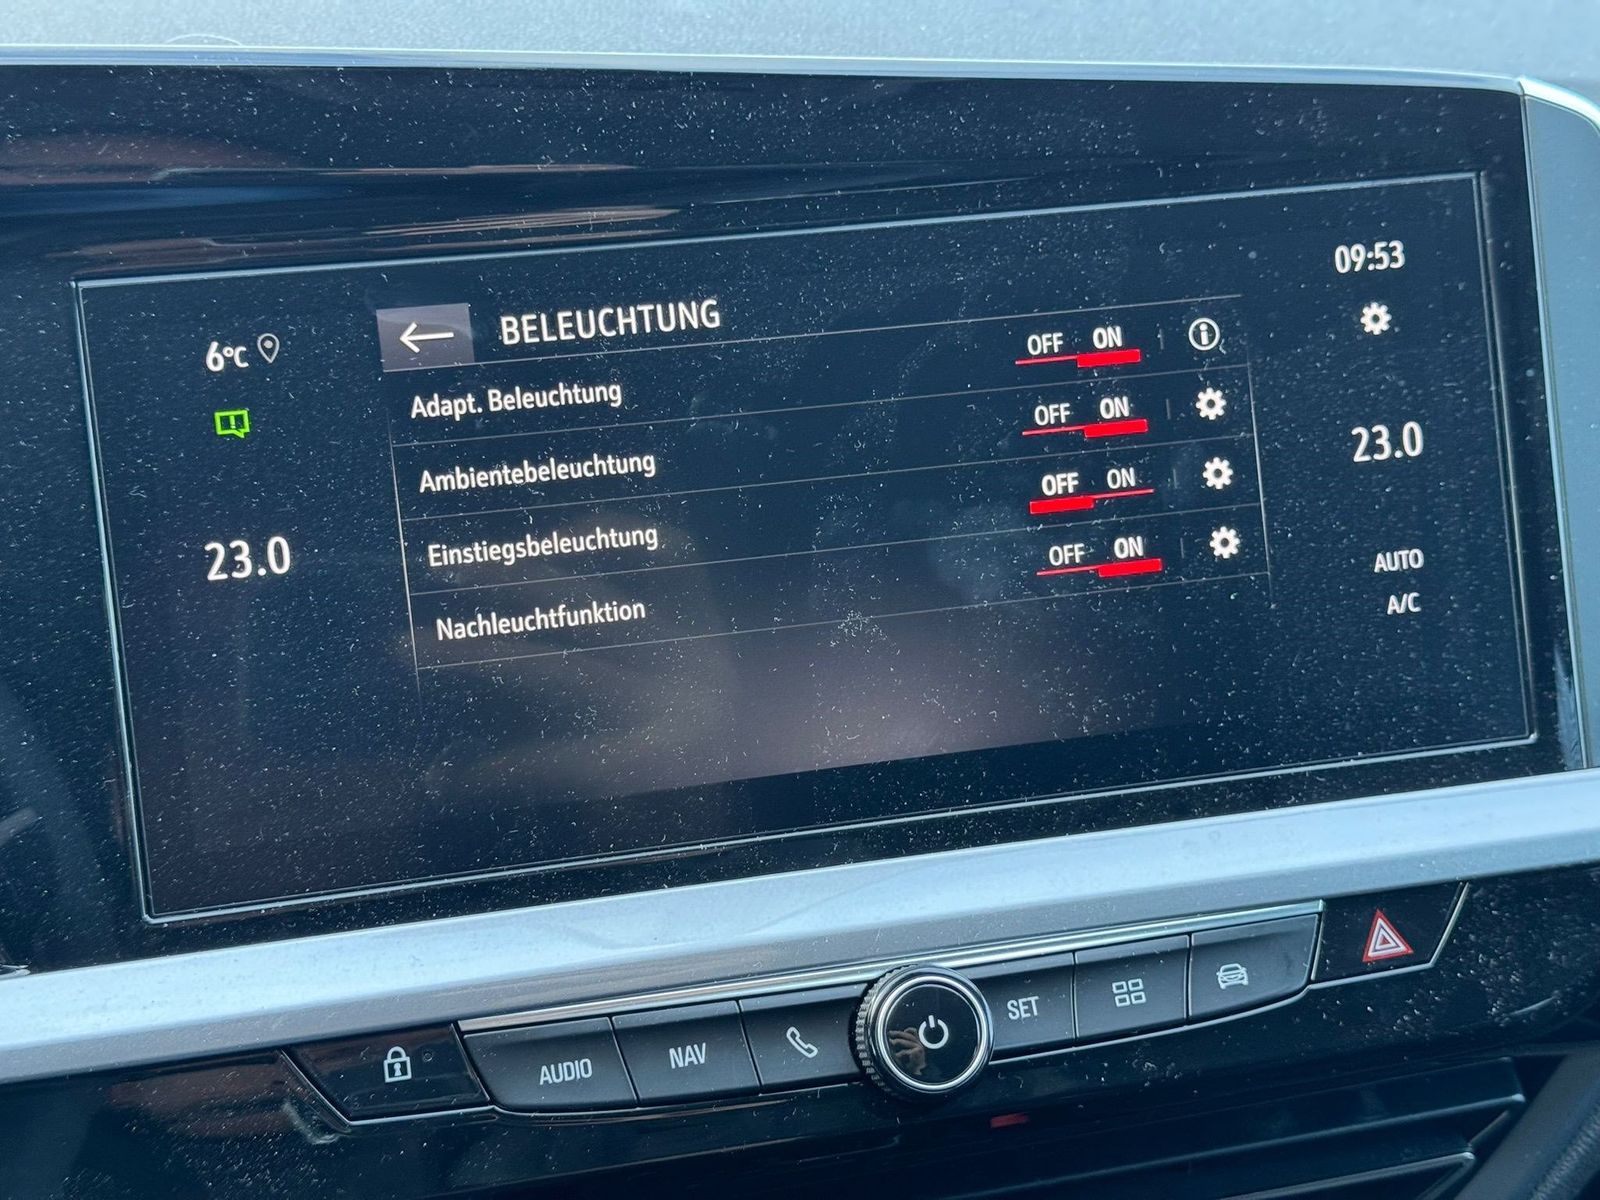 09:53
6°C
BELEUCHTUNG
Adapt. Beleuchtung OFF ON
Ambientebeleuchtung OFF ON
Einstiegsbeleuchtung OFF ON
Nachleuchtfunktion OFF ON
23.0
23.0
AUTO
A/C
AUDIO NAV SET